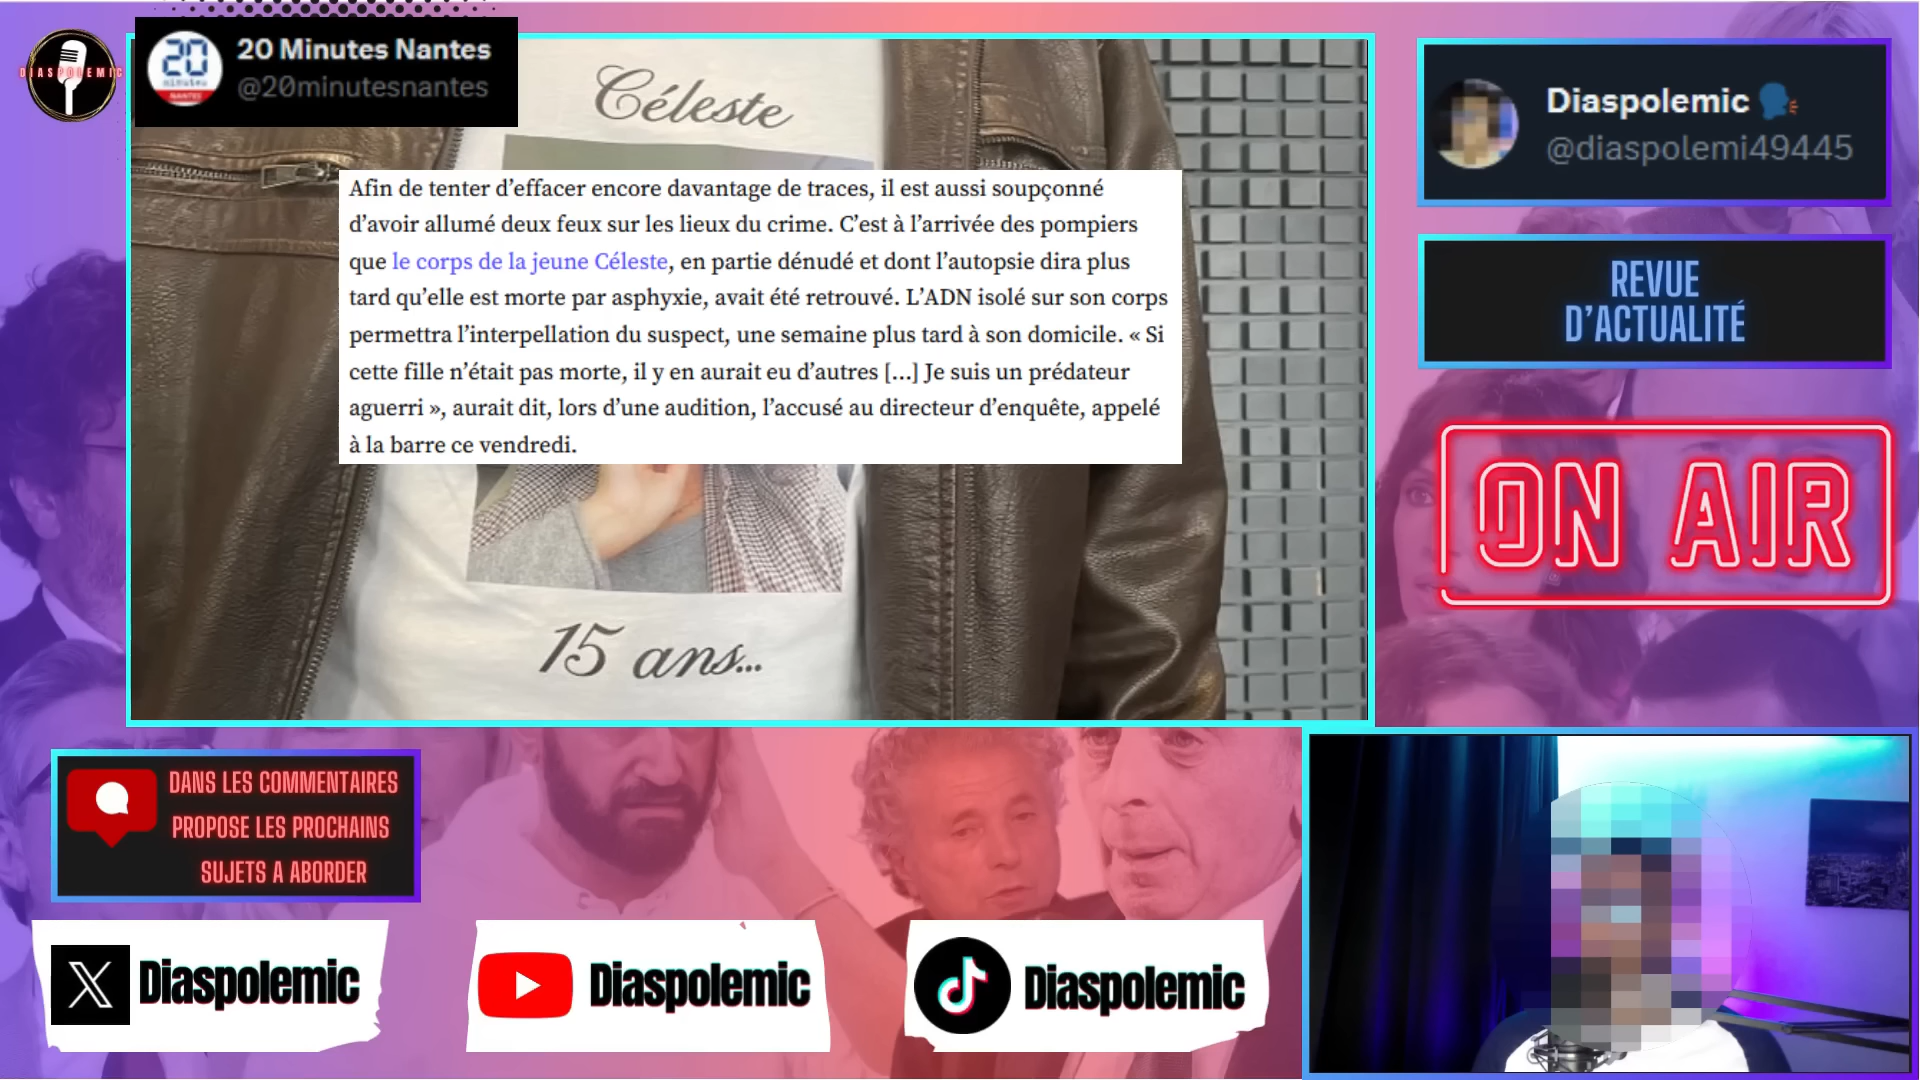 DIASPOLEMIC
20
minutes
NANTES
20 Minutes Nantes
@20minutesnantes
Céleste
Afin de tenter d’effacer encore davantage de traces, il est aussi soupçonné
d’avoir allumé deux feux sur les lieux du crime. C’est à l’arrivée des pompiers
que le corps de la jeune Céleste, en partie dénudé et dont l’autopsie dira plus
tard qu’elle est morte par asphyxie, avait été retrouvé. L’ADN isolé sur son corps
permettra l’interpellation du suspect, une semaine plus tard à son domicile. « Si
cette fille n’était pas morte, il y en aurait eu d’autres [...] Je suis un prédateur
aguerri », aurait dit, lors d’une audition, l’accusé au directeur d’enquête, appelé
à la barre ce vendredi.
15 ans...
Diaspolemic
@diaspolemi49445
REVUE
D’ACTUALITÉ
ON AIR
DANS LES COMMENTAIRES
PROPOSE LES PROCHAINS
SUJETS A ABORDER
Diaspolemic
Diaspolemic
Diaspolemic